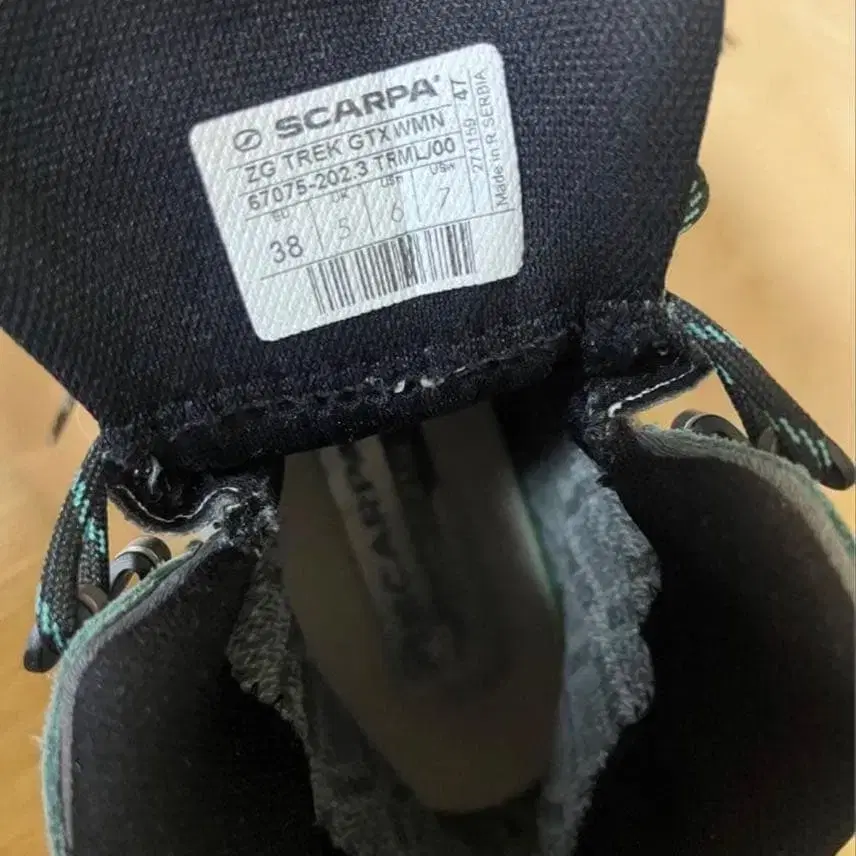 SCARPA
ZG TREK GTX WMN
67075-202.3 TRML/00
EU UK USM USW
38 5 6 7
271159 47
Made in R. SERBIA
SCARPA